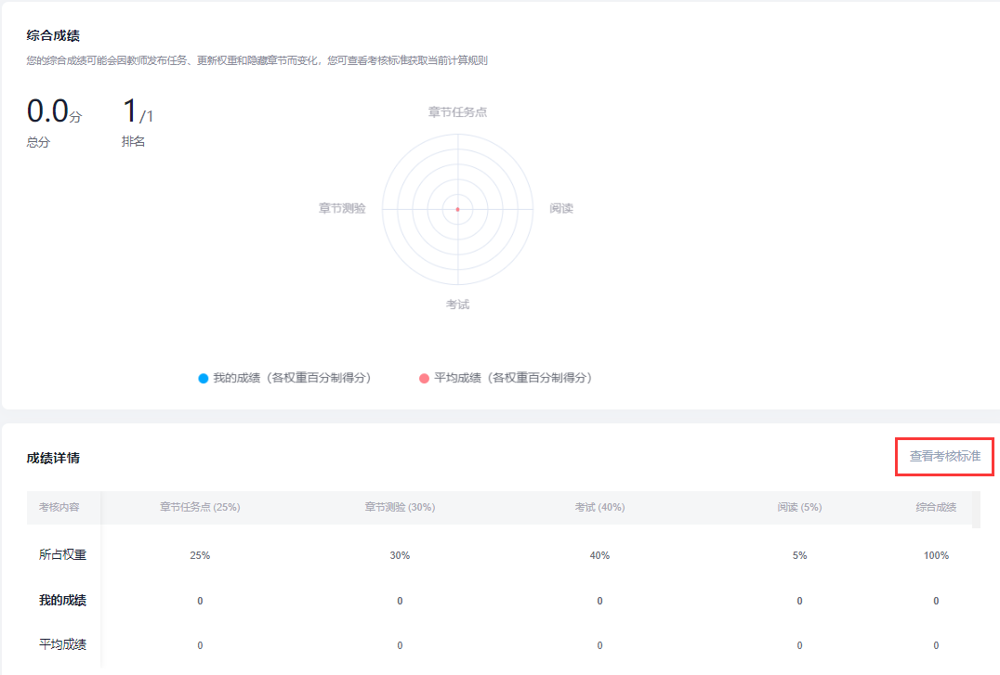 综合成绩
您的综合成绩可能会因教师发布任务、更新权重和隐藏章节而变化，您可查看考核标准获取当前计算规则
0.0分 1/1
总分 排名
章节任务点
章节测验 阅读
考试
我的成绩（各权重百分制得分） 平均成绩（各权重百分制得分）
成绩详情 查看考核标准
考核内容 章节任务点 (25%) 章节测验 (30%) 考试 (40%) 阅读 (5%) 综合成绩
所占权重 25% 30% 40% 5% 100%
我的成绩 0 0 0 0 0
平均成绩 0 0 0 0 0